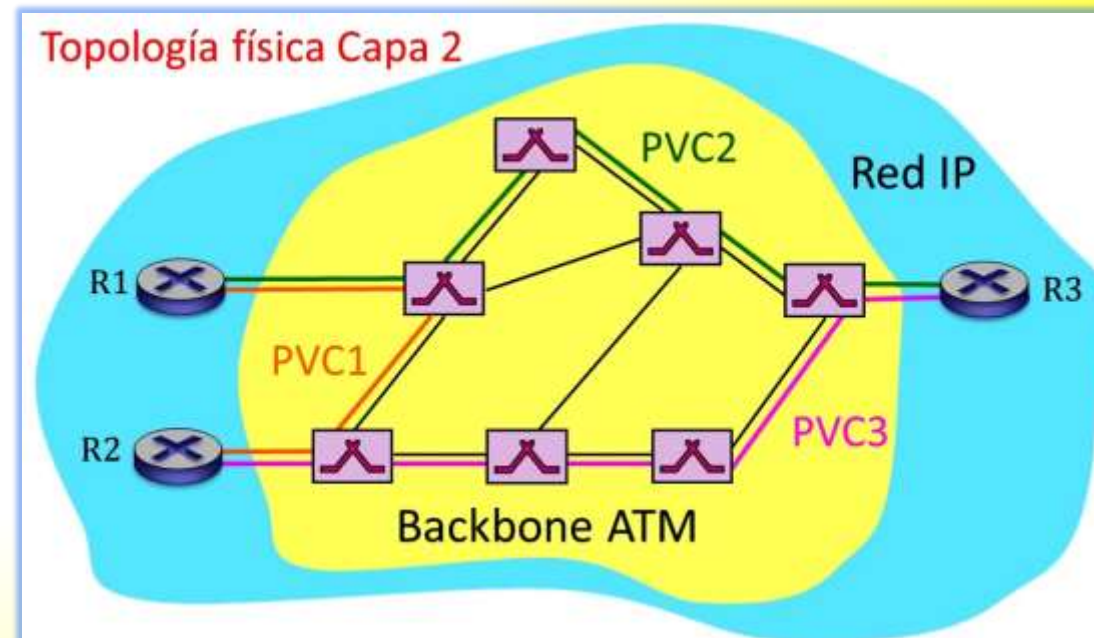 Topología física Capa 2
PVC2
Red IP
R1
R3
PVC1
PVC3
R2
Backbone ATM